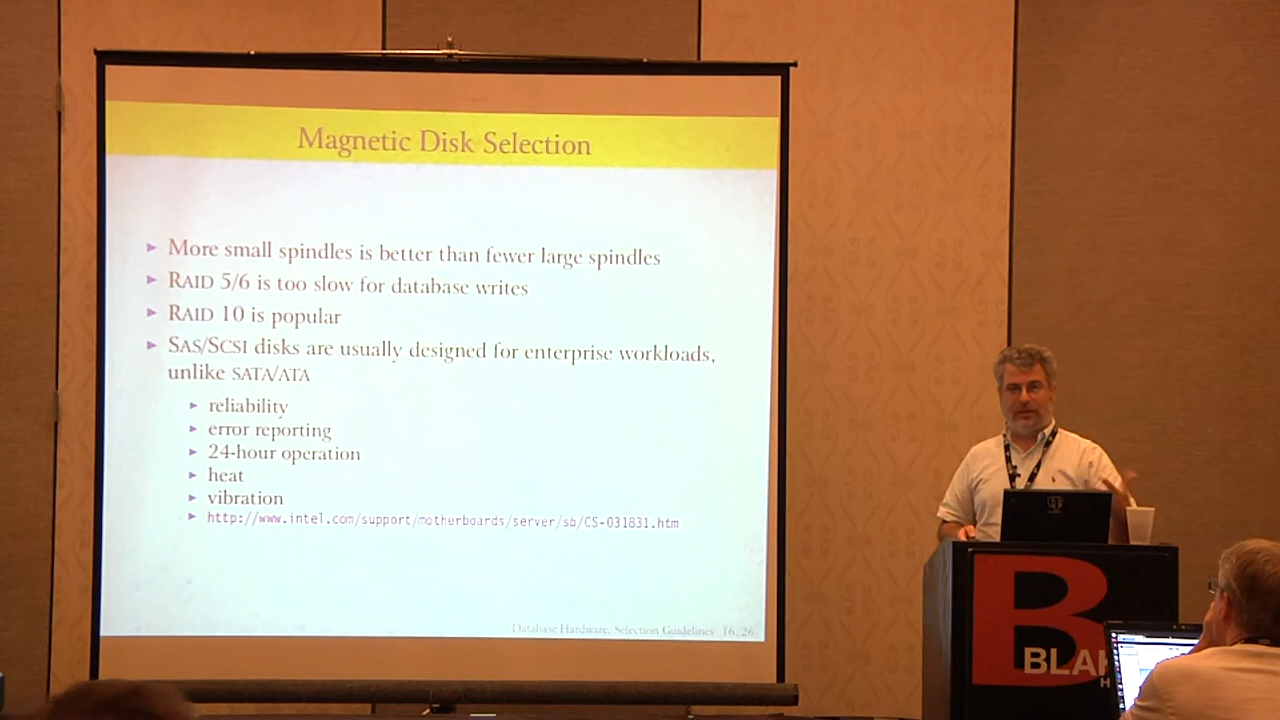 Magnetic Disk Selection
▸ More small spindles is better than fewer large spindles
▸ RAID 5/6 is too slow for database writes
▸ RAID 10 is popular
▸ SAS/SCSI disks are usually designed for enterprise workloads,
unlike SATA/ATA
▸ reliability
▸ error reporting
▸ 24-hour operation
▸ heat
▸ vibration
▸ http://www.intel.com/support/motherboards/server/sb/CS-031831.htm
Database Hardware, Selection Guidelines 16/26
B
BLA
H